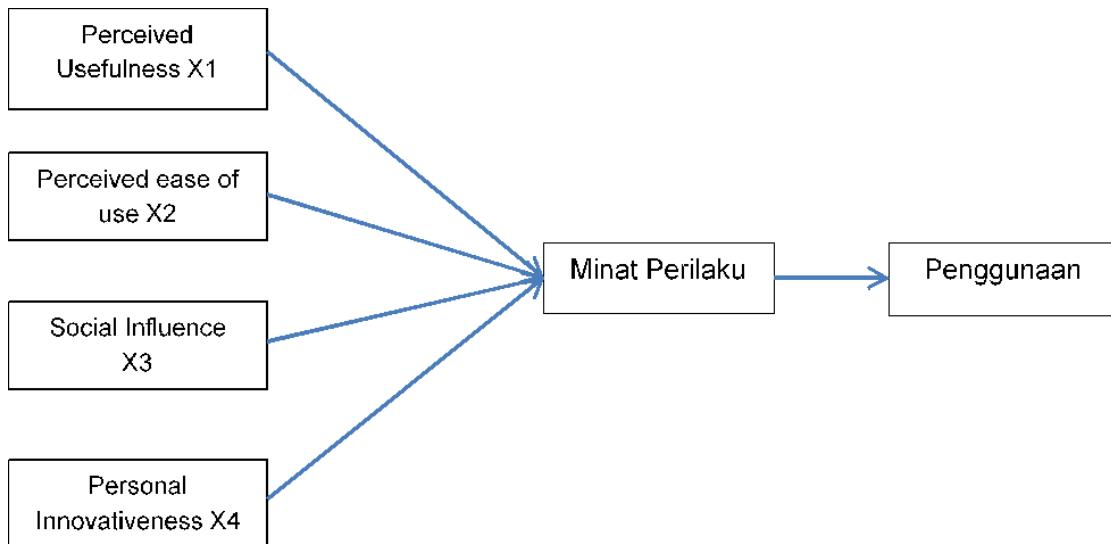 Perceived
Usefulness X1
Perceived ease of
use X2
Social Influence
X3
Personal
Innovativeness X4
Minat Perilaku
Penggunaan